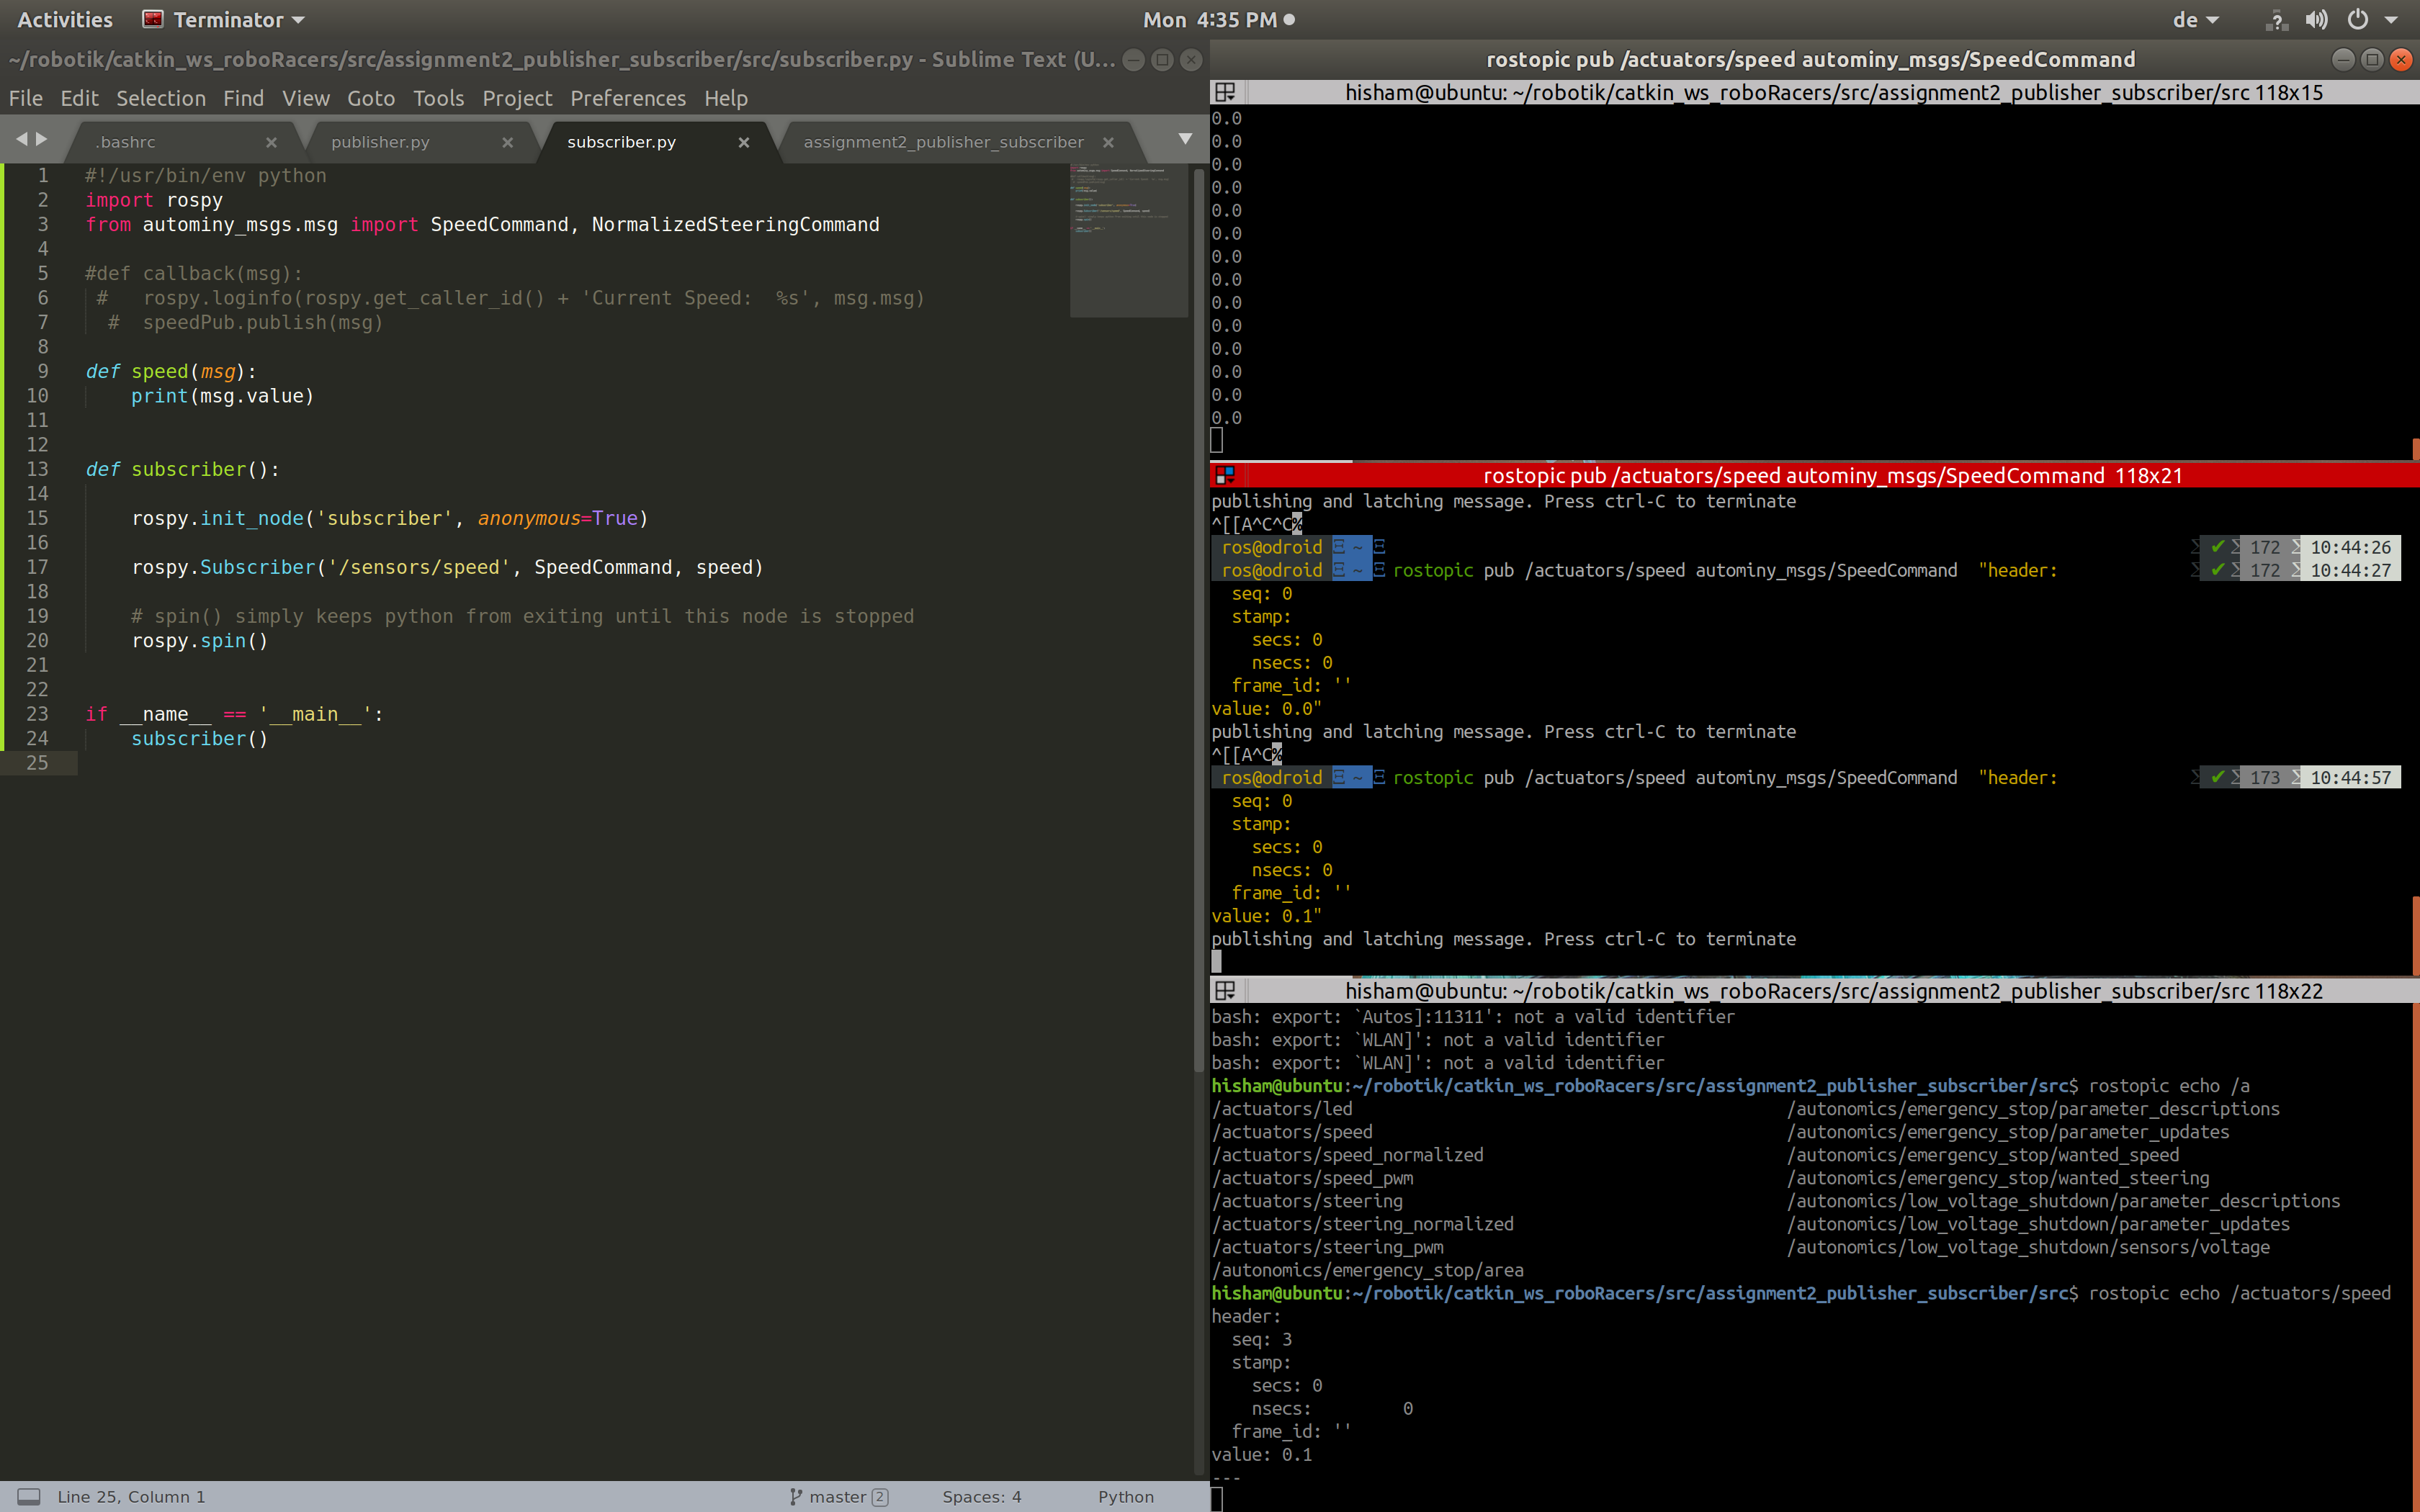 Activities Terminator Mon 4:35 PM de
~/robotik/catkin_ws_roboRacers/src/assignment2_publisher_subscriber/src/subscriber.py - Sublime Text (U...
File Edit Selection Find View Goto Tools Project Preferences Help
.bashrc publisher.py subscriber.py assignment2_publisher_subscriber
1 #!/usr/bin/env python
2 import rospy
3 from autominy_msgs.msg import SpeedCommand, NormalizedSteeringCommand
4
5 #def callback(msg):
6  #   rospy.loginfo(rospy.get_caller_id() + 'Current Speed:  %s', msg.msg)
7   #  speedPub.publish(msg)
8
9 def speed(msg):
10     print(msg.value)
11
12
13 def subscriber():
14
15     rospy.init_node('subscriber', anonymous=True)
16
17     rospy.Subscriber('/sensors/speed', SpeedCommand, speed)
18
19     # spin() simply keeps python from exiting until this node is stopped
20     rospy.spin()
21
22
23 if __name__ == '__main__':
24     subscriber()
25
Line 25, Column 1 master 2 Spaces: 4 Python
rostopic pub /actuators/speed autominy_msgs/SpeedCommand
hisham@ubuntu: ~/robotik/catkin_ws_roboRacers/src/assignment2_publisher_subscriber/src 118x15
0.0
0.0
0.0
0.0
0.0
0.0
0.0
0.0
0.0
0.0
0.0
0.0
0.0
0.0
rostopic pub /actuators/speed autominy_msgs/SpeedCommand 118x21
publishing and latching message. Press ctrl-C to terminate
^[[A^C^C%
ros@odroid ~ ✔ 172 10:44:26
ros@odroid ~ rostopic pub /actuators/speed autominy_msgs/SpeedCommand  "header: ✔ 172 10:44:27
  seq: 0
  stamp:
    secs: 0
    nsecs: 0
  frame_id: ''
value: 0.0"
publishing and latching message. Press ctrl-C to terminate
^[[A^C%
ros@odroid ~ rostopic pub /actuators/speed autominy_msgs/SpeedCommand  "header: ✔ 173 10:44:57
  seq: 0
  stamp:
    secs: 0
    nsecs: 0
  frame_id: ''
value: 0.1"
publishing and latching message. Press ctrl-C to terminate
hisham@ubuntu: ~/robotik/catkin_ws_roboRacers/src/assignment2_publisher_subscriber/src 118x22
bash: export: `Autos]:11311': not a valid identifier
bash: export: `WLAN]': not a valid identifier
bash: export: `WLAN]': not a valid identifier
hisham@ubuntu:~/robotik/catkin_ws_roboRacers/src/assignment2_publisher_subscriber/src$ rostopic echo /a
/actuators/led /autonomics/emergency_stop/parameter_descriptions
/actuators/speed /autonomics/emergency_stop/parameter_updates
/actuators/speed_normalized /autonomics/emergency_stop/wanted_speed
/actuators/speed_pwm /autonomics/emergency_stop/wanted_steering
/actuators/steering /autonomics/low_voltage_shutdown/parameter_descriptions
/actuators/steering_normalized /autonomics/low_voltage_shutdown/parameter_updates
/actuators/steering_pwm /autonomics/low_voltage_shutdown/sensors/voltage
/autonomics/emergency_stop/area
hisham@ubuntu:~/robotik/catkin_ws_roboRacers/src/assignment2_publisher_subscriber/src$ rostopic echo /actuators/speed
header:
  seq: 3
  stamp:
    secs: 0
    nsecs:         0
  frame_id: ''
value: 0.1
---